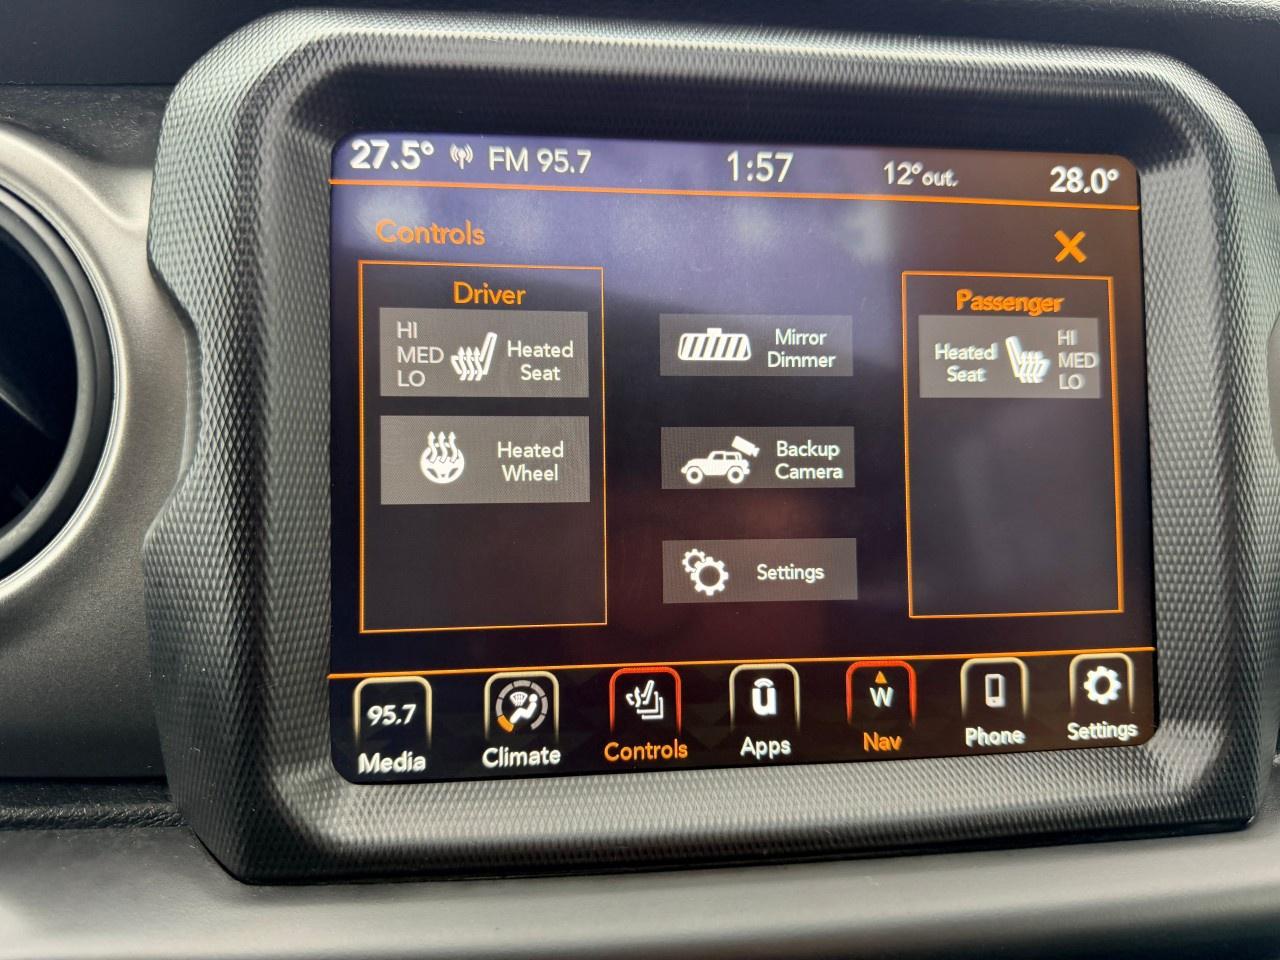 27.5° FM 95.7 1:57 12°out. 28.0°
Controls X
Driver
HI
MED
LO
Heated
Seat
Heated
Wheel
Mirror
Dimmer
Backup
Camera
Settings
Passenger
Heated
Seat
HI
MED
LO
95.7
Media
Climate
Controls
Apps
W
Nav
Phone
Settings